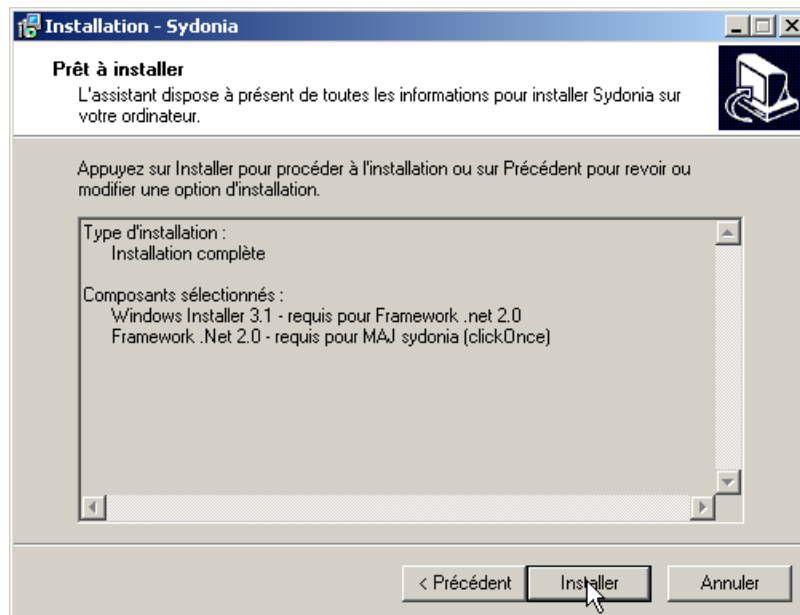 Installation - Sydonia
Prêt à installer
L'assistant dispose à présent de toutes les informations pour installer Sydonia sur
votre ordinateur.
Appuyez sur Installer pour procéder à l'installation ou sur Précédent pour revoir ou
modifier une option d'installation.
Type d'installation :
Installation complète
Composants sélectionnés :
Windows Installer 3.1 - requis pour Framework .net 2.0
Framework .Net 2.0 - requis pour MAJ sydonia (clickOnce)
< Précédent
Installer
Annuler